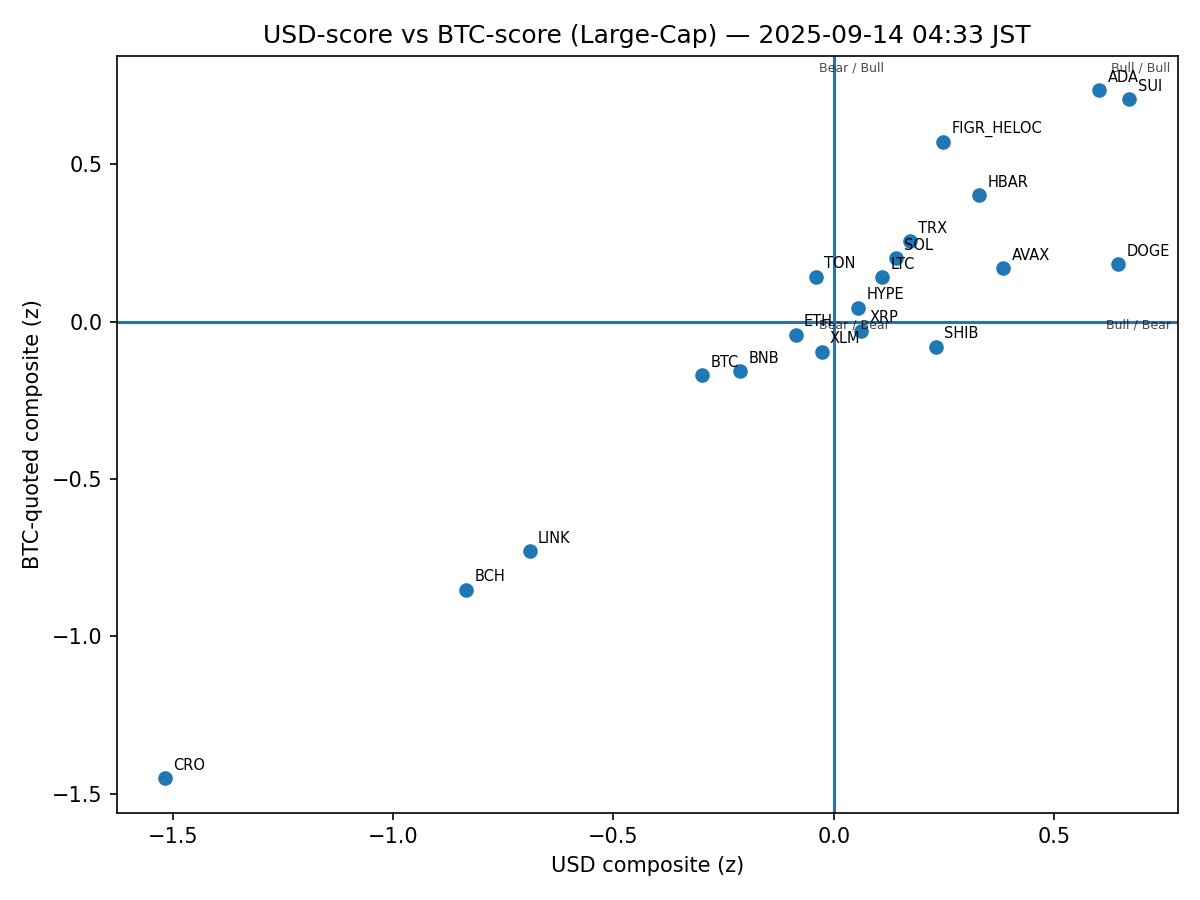 USD-score vs BTC-score (Large-Cap) — 2025-09-14 04:33 JST
Bear / Bull
Bull / Bull
ADA
SUI
FIGR_HELOC
HBAR
TRX
SOL
LTC
TON
AVAX
DOGE
HYPE
XRP
ETH
Bear / Bear
Bull / Bear
SHIB
XLM
BTC
BNB
LINK
BCH
CRO
0.5
0.0
−0.5
−1.0
−1.5
BTC-quoted composite (z)
−1.5
−1.0
−0.5
0.0
0.5
USD composite (z)